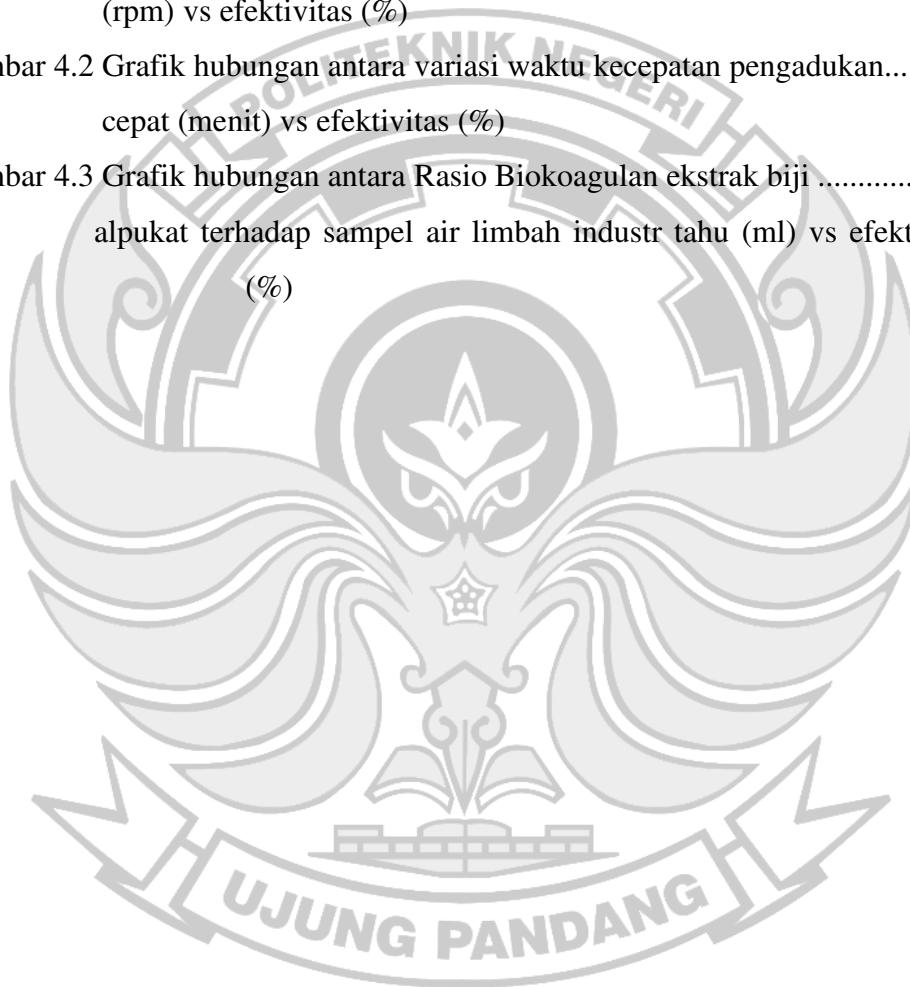 (rpm) vs efektivitas (%)
mbar 4.2 Grafik hubungan antara variasi waktu kecepatan pengadukan...
cepat (menit) vs efektivitas (%)
mbar 4.3 Grafik hubungan antara Rasio Biokoagulan ekstrak biji ............
alpukat terhadap sampel air limbah industr tahu (ml) vs efekt
(%)
POLITEKNIK NEGERI
UJUNG PANDANG